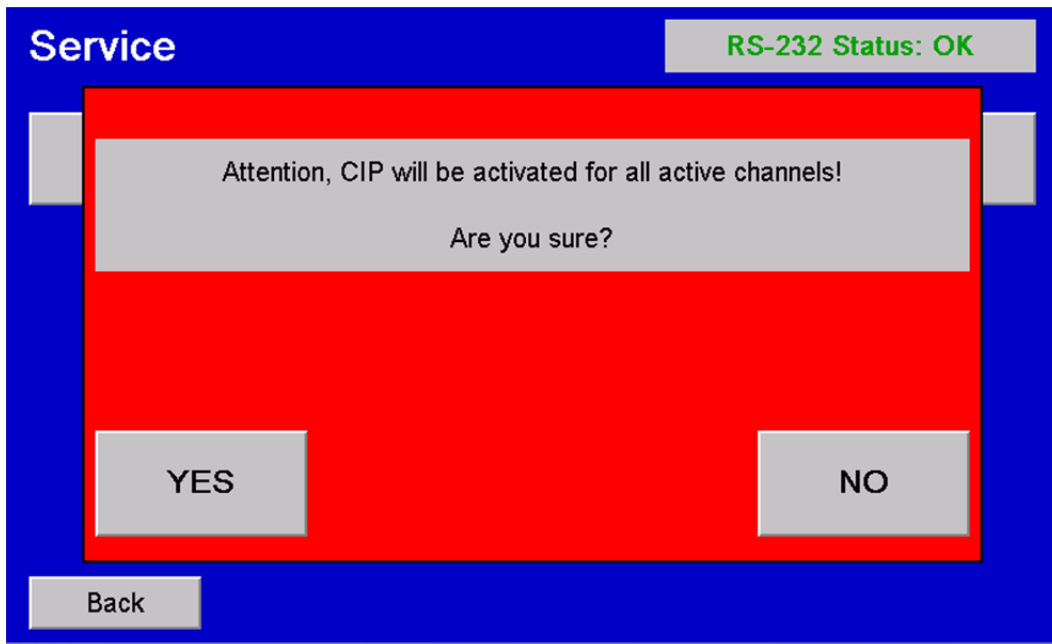 Service
RS-232 Status: OK
Attention, CIP will be activated for all active channels!
Are you sure?
YES
NO
Back